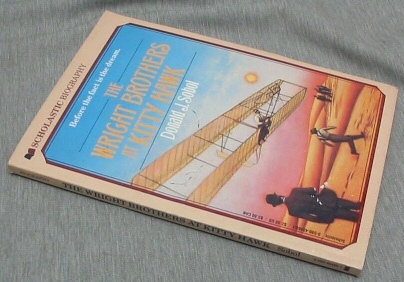 SCHOLASTIC BIOGRAPHY
Before the fact is the dream.
THE
WRIGHT BROTHERS
AT KITTY HAWK
Donald J. Sobol
THE WRIGHT BROTHERS AT KITTY HAWK Sobol